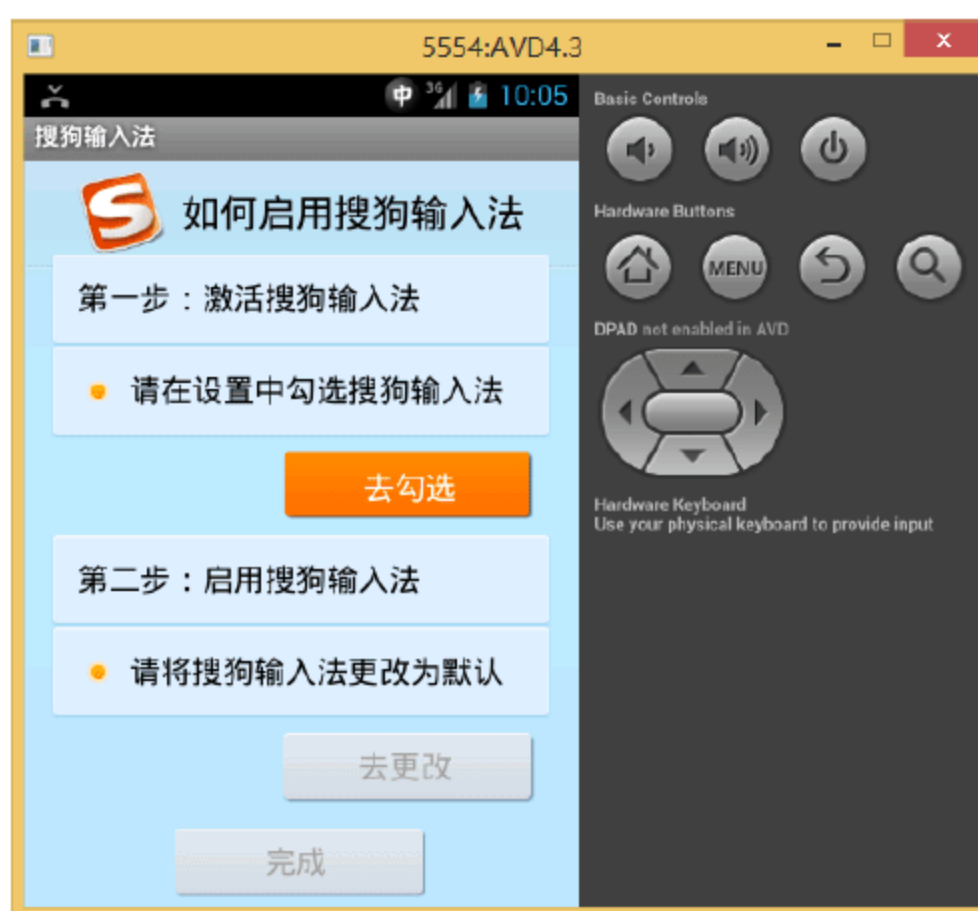 5554:AVD4.3
中 3G 10:05
搜狗输入法
S 如何启用搜狗输入法
第一步：激活搜狗输入法
请在设置中勾选搜狗输入法
去勾选
第二步：启用搜狗输入法
请将搜狗输入法更改为默认
去更改
完成
Basic Controls
Hardware Buttons
MENU
DPAD not enabled in AVD
Hardware Keyboard
Use your physical keyboard to provide input